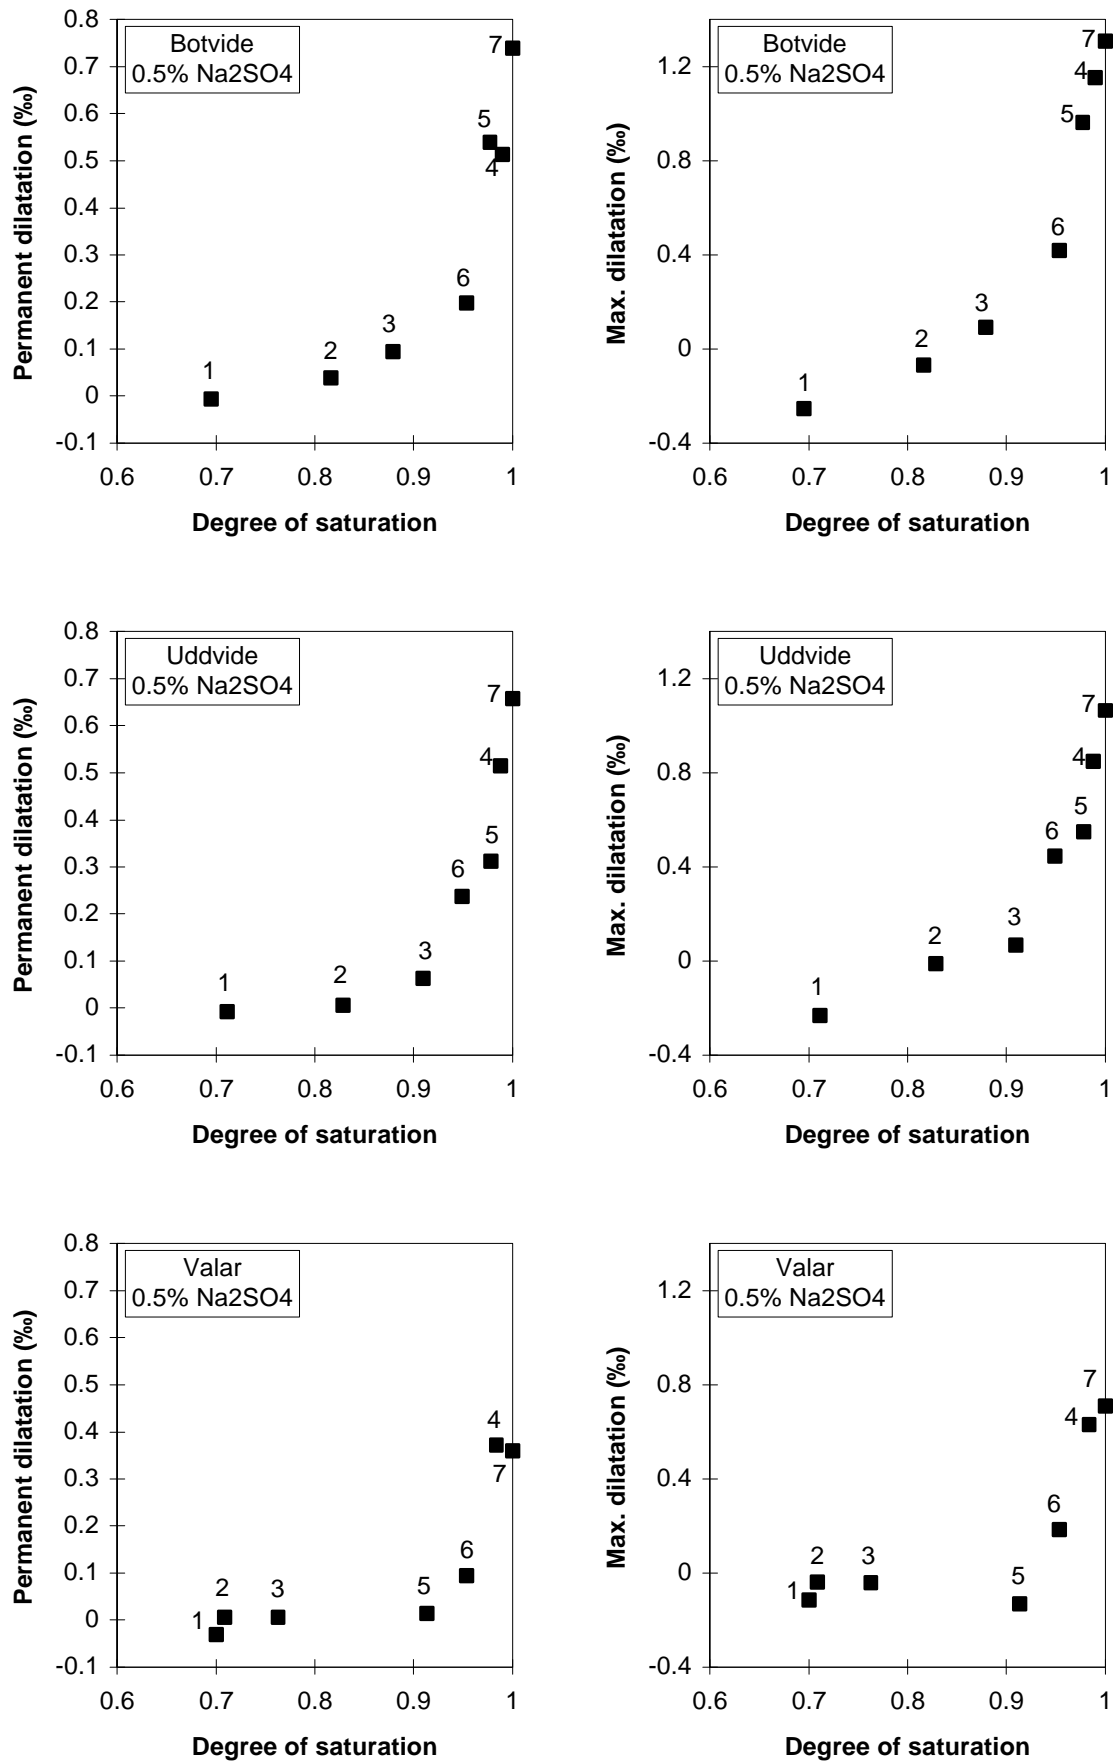 Botvide
0.5% Na2SO4
Permanent dilatation (‰)
0.8
0.7
0.6
0.5
0.4
0.3
0.2
0.1
0
-0.1
1
2
3
6
5
4
7
0.6 0.7 0.8 0.9 1
Degree of saturation
Botvide
0.5% Na2SO4
Max. dilatation (‰)
1.2
0.8
0.4
0
-0.4
1
2
3
6
5
4
7
0.6 0.7 0.8 0.9 1
Degree of saturation
Uddvide
0.5% Na2SO4
Permanent dilatation (‰)
0.8
0.7
0.6
0.5
0.4
0.3
0.2
0.1
0
-0.1
1
2
3
6
5
4
7
0.6 0.7 0.8 0.9 1
Degree of saturation
Uddvide
0.5% Na2SO4
Max. dilatation (‰)
1.2
0.8
0.4
0
-0.4
1
2
3
6
5
4
7
0.6 0.7 0.8 0.9 1
Degree of saturation
Valar
0.5% Na2SO4
Permanent dilatation (‰)
0.8
0.7
0.6
0.5
0.4
0.3
0.2
0.1
0
-0.1
1
2
3
5
6
4
7
0.6 0.7 0.8 0.9 1
Degree of saturation
Valar
0.5% Na2SO4
Max. dilatation (‰)
1.2
0.8
0.4
0
-0.4
1
2
3
5
6
4
7
0.6 0.7 0.8 0.9 1
Degree of saturation